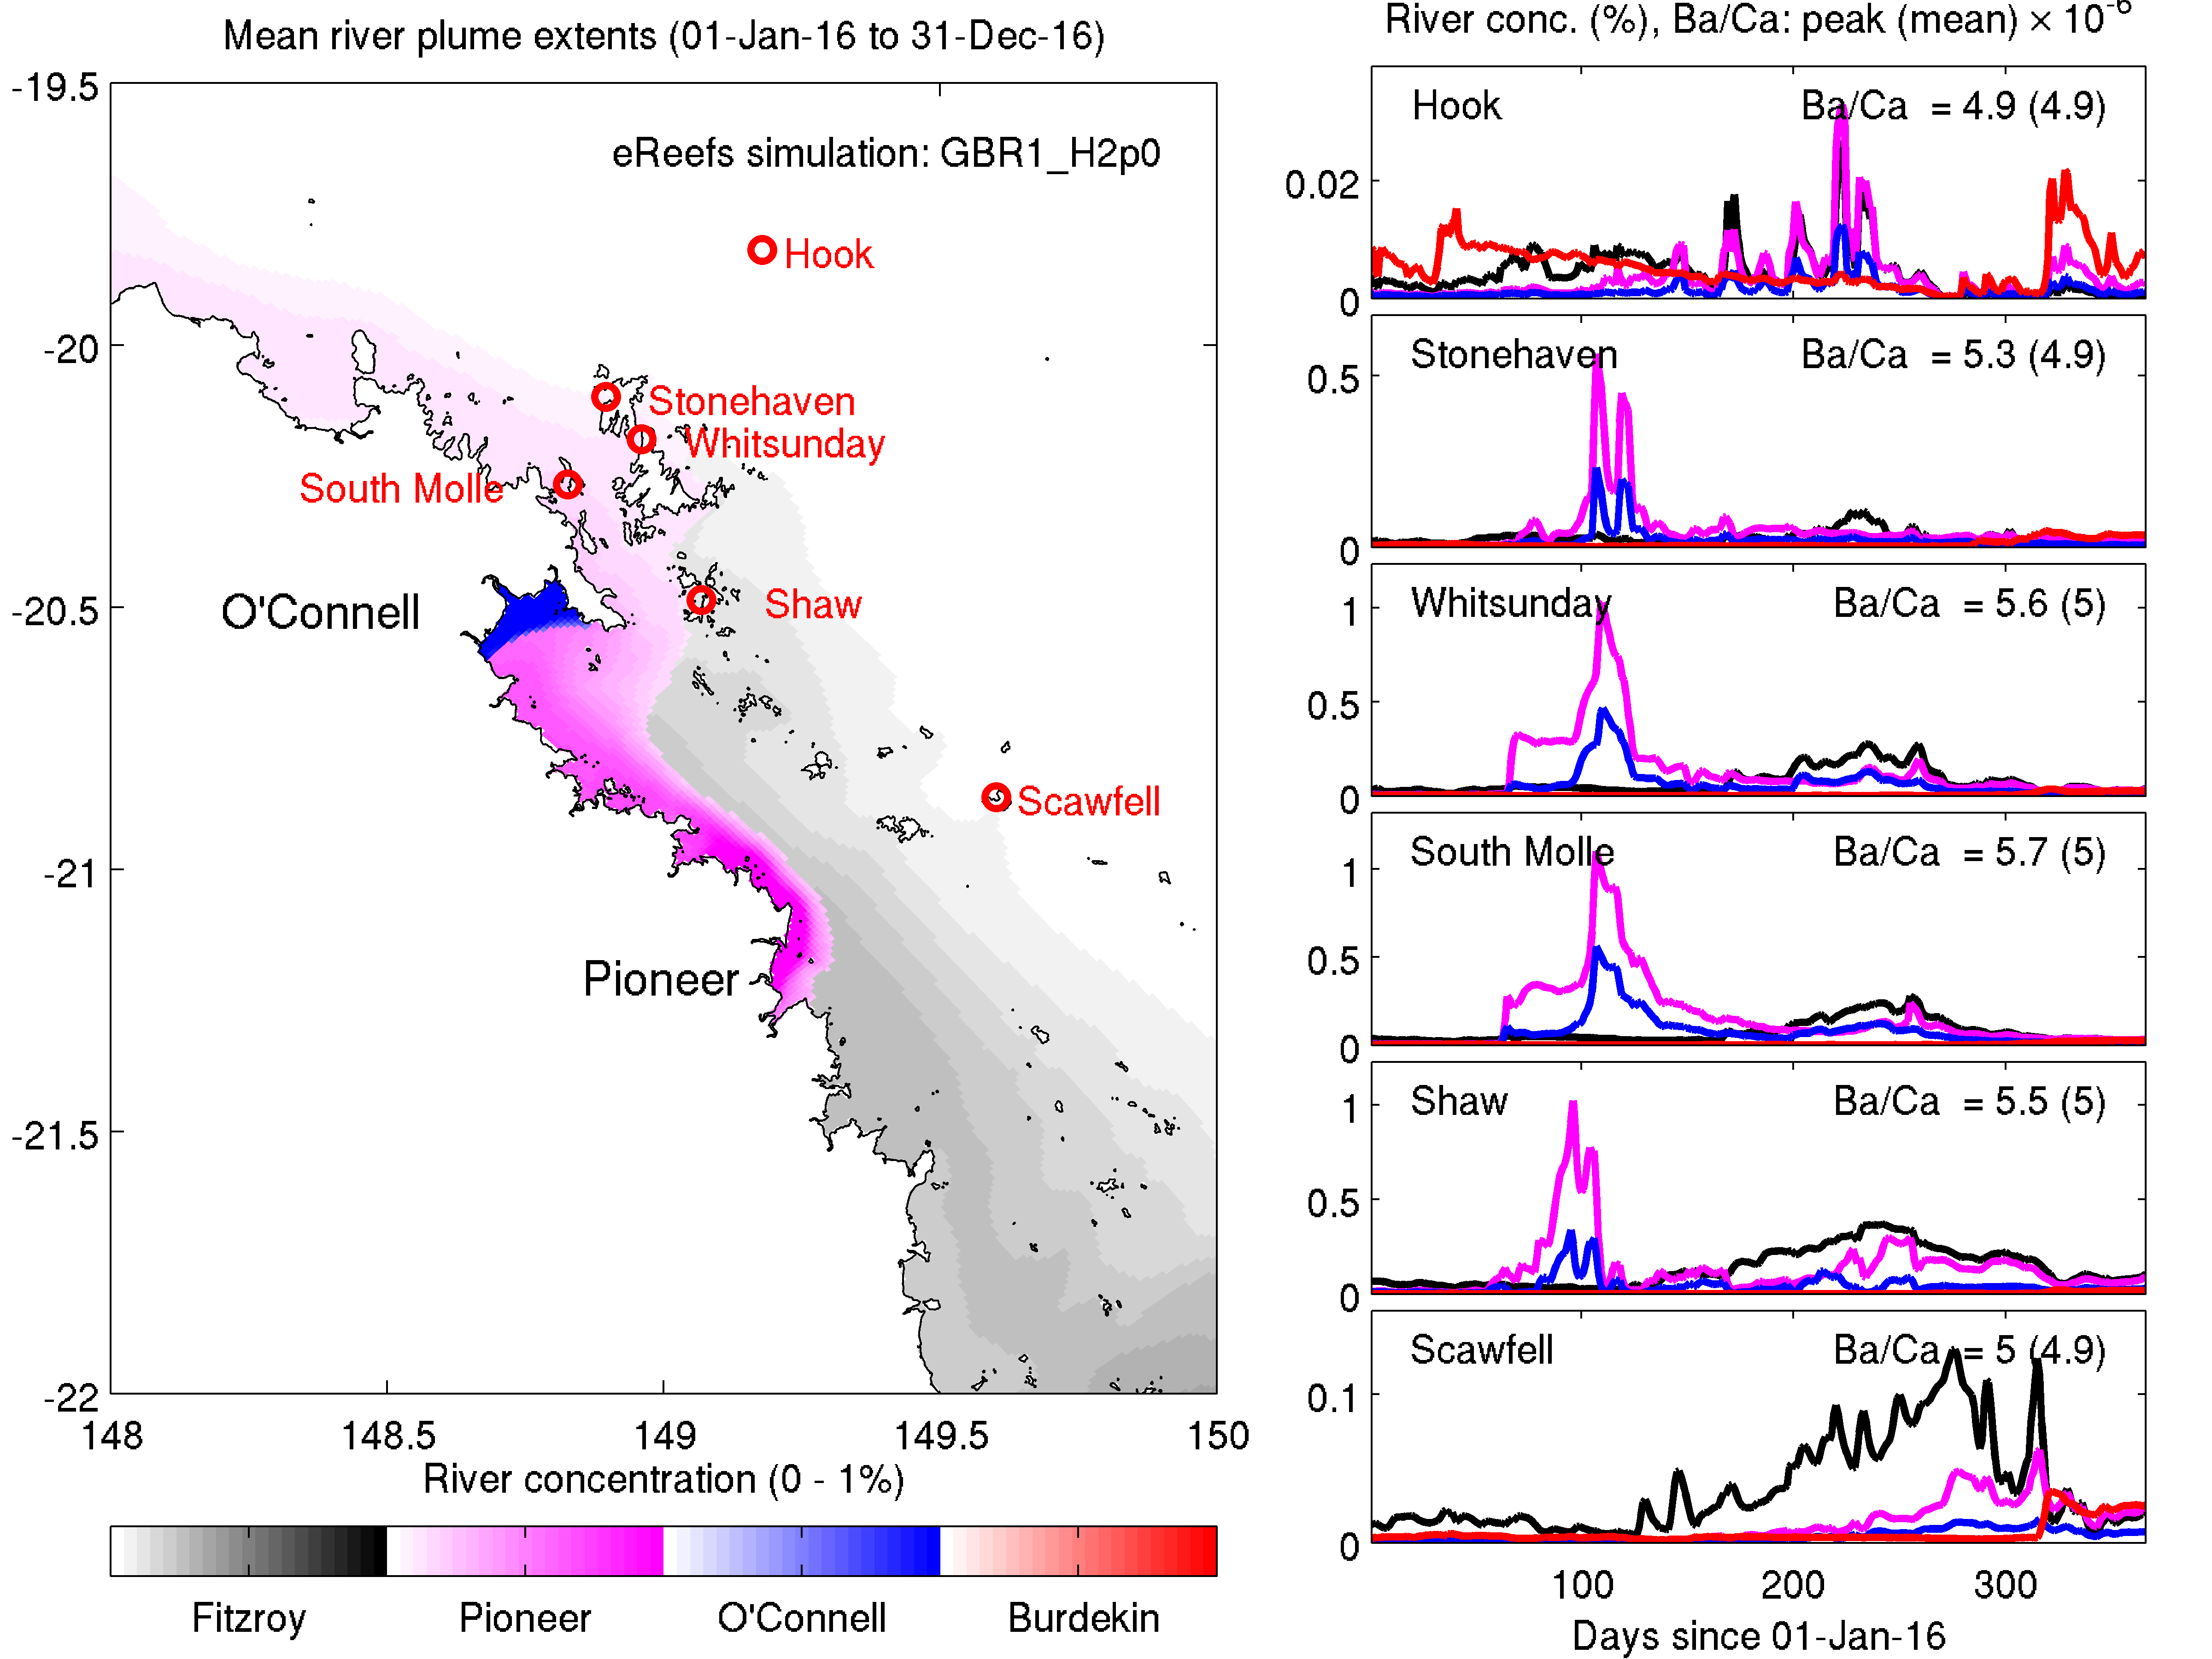 Mean river plume extents (01-Jan-16 to 31-Dec-16)
-19.5
-20
-20.5
-21
-21.5
-22
148
148.5
149
149.5
150
eReefs simulation: GBR1_H2p0
Hook
Stonehaven
Whitsunday
South Molle
O'Connell
Shaw
Scawfell
Pioneer
River concentration (0 - 1%)
Fitzroy
Pioneer
O'Connell
Burdekin
River conc. (%), Ba/Ca: peak (mean) × 10⁻⁶
Hook
Ba/Ca = 4.9 (4.9)
0.02
0
Stonehaven
Ba/Ca = 5.3 (4.9)
0.5
0
Whitsunday
Ba/Ca = 5.6 (5)
1
0.5
0
South Molle
Ba/Ca = 5.7 (5)
1
0.5
0
Shaw
Ba/Ca = 5.5 (5)
1
0.5
0
Scawfell
Ba/Ca = 5 (4.9)
0.1
0
100
200
300
Days since 01-Jan-16